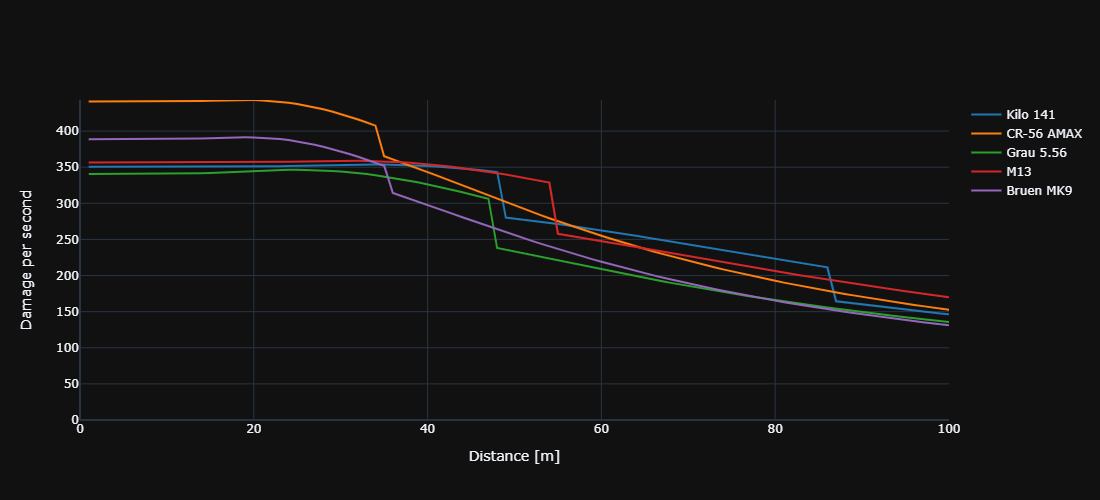 Damage per second
400
350
300
250
200
150
100
50
0
0 20 40 60 80 100
Distance [m]
Kilo 141
CR-56 AMAX
Grau 5.56
M13
Bruen MK9